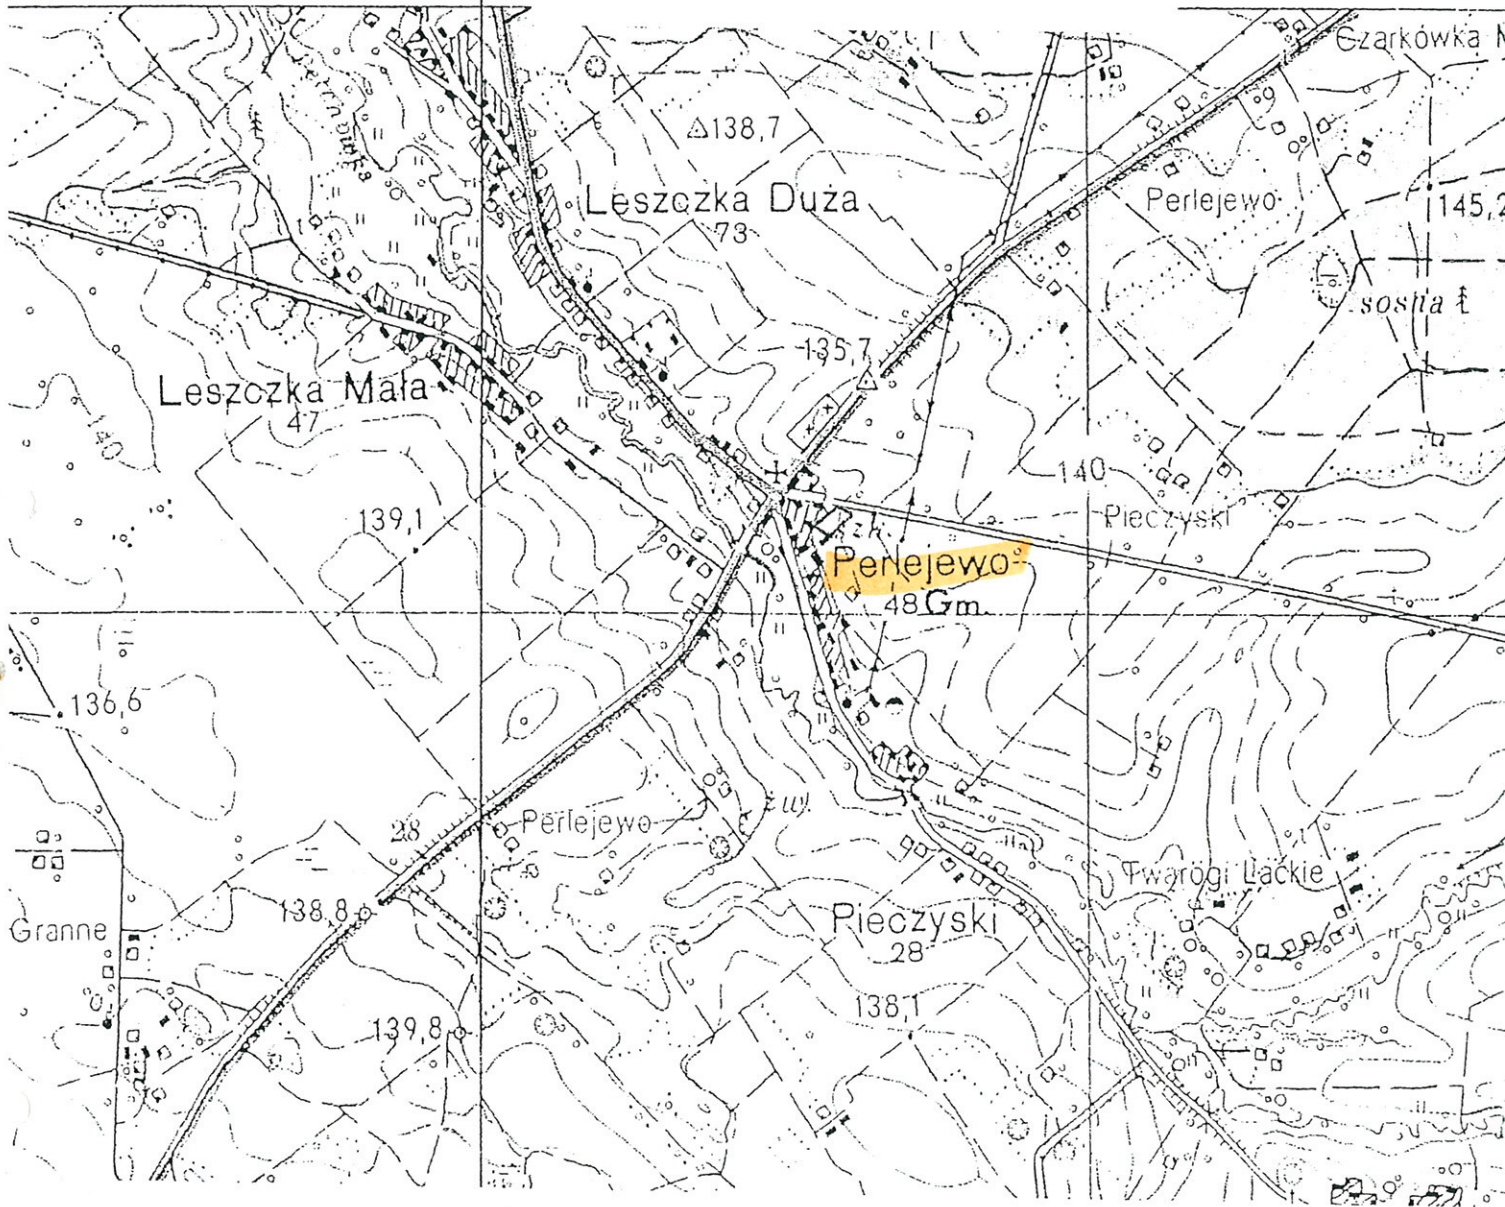 Czarkówka M
138,7
Leszczka Duża
73
Perlejewo
145,2
sosna
135,7
Leszczka Mała
47
140
140
139,1
Pieczyski
szk.
Perlejewo
48 Gm.
136,6
28
Perlejewo
żwyl.
Twarogi Lackie
138,8
Granne
Pieczyski
28
138,1
139,8